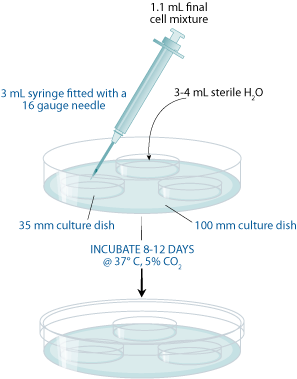 1.1 mL final
cell mixture
3 mL syringe fitted with a
16 gauge needle
3-4 mL sterile H₂O
35 mm culture dish
100 mm culture dish
INCUBATE 8-12 DAYS
@ 37° C, 5% CO₂